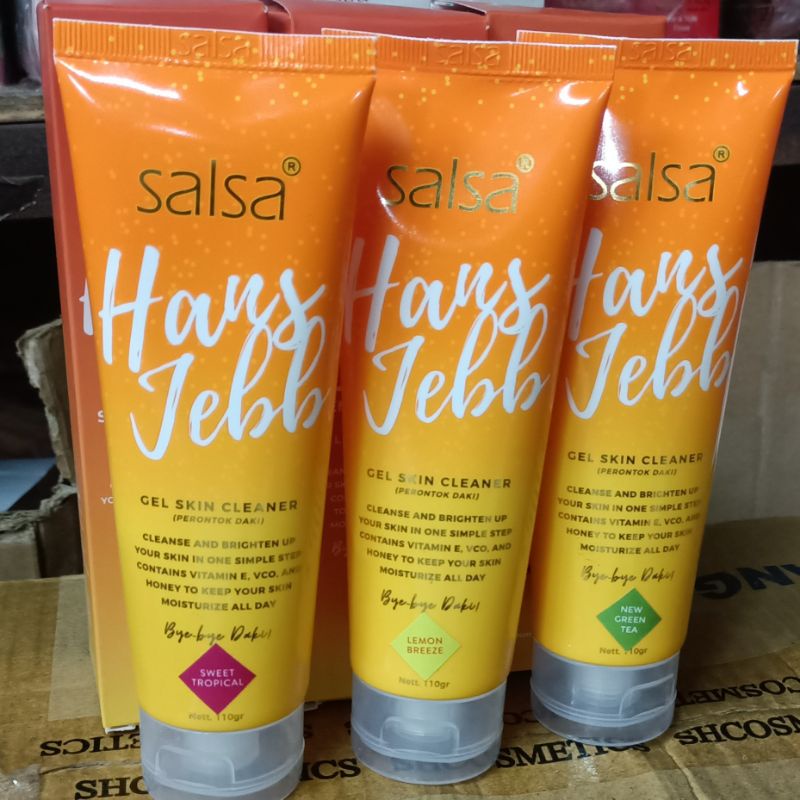 salsa
salsa®
Hans
Jebb
GEL SKIN CLEANER
(PERONTOK DAKI)
CLEANSE AND BRIGHTEN UP
YOUR SKIN IN ONE SIMPLE STEP
CONTAINS VITAMIN E, VCO, AND
HONEY TO KEEP YOUR SKIN
MOISTURIZE ALL DAY
Bye-bye Daki!
SWEET
TROPICAL
Nett. 110gr
salsa
salsa®
Hans
Jebb
GEL SKIN CLEANER
(PERONTOK DAKI)
CLEANSE AND BRIGHTEN UP
YOUR SKIN IN ONE SIMPLE STEP
CONTAINS VITAMIN E, VCO, AND
HONEY TO KEEP YOUR SKIN
MOISTURIZE ALL DAY
Bye-bye Daki!
LEMON
BREEZE
Nett. 110gr
salsa
salsa®
Hans
Jebb
GEL SKIN CLEANER
(PERONTOK DAKI)
CLEANSE AND BRIGHTEN UP
YOUR SKIN IN ONE SIMPLE STEP
CONTAINS VITAMIN E, VCO, AND
HONEY TO KEEP YOUR SKIN
MOISTURIZE ALL DAY
Bye-bye Daki!
NEW
GREEN
TEA
Nett. 110gr
ANG
COSMETICS
SHCOSMETICS SHCOSMETICS